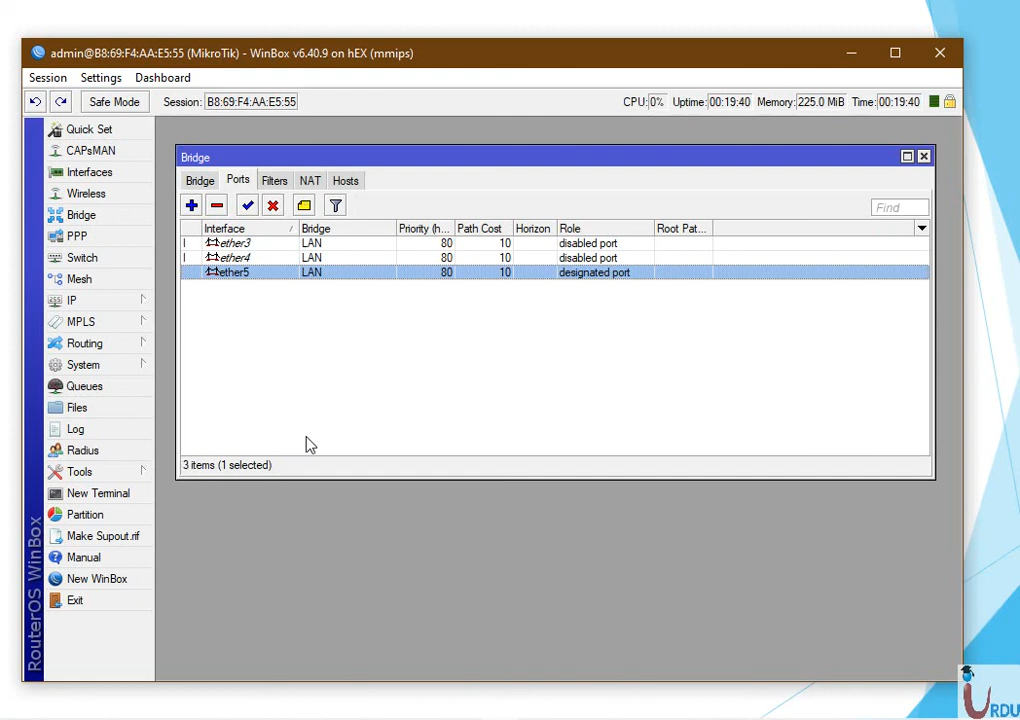 admin@B8:69:F4:AA:E5:55 (MikroTik) - WinBox v6.40.9 on hEX (mmips)
Session Settings Dashboard
Safe Mode Session: B8:69:F4:AA:E5:55 CPU: 0% Uptime: 00:19:40 Memory: 225.0 MiB Time: 00:19:40
Quick Set
CAPsMAN
Interfaces
Wireless
Bridge
PPP
Switch
Mesh
IP
MPLS
Routing
System
Queues
Files
Log
Radius
Tools
New Terminal
Partition
Make Supout.rif
Manual
New WinBox
Exit
RouterOS WinBox
Bridge
Bridge Ports Filters NAT Hosts
Find
Interface / Bridge Priority (h... Path Cost Horizon Role Root Pat...
I ether3 LAN 80 10 disabled port
I ether4 LAN 80 10 disabled port
ether5 LAN 80 10 designated port
3 items (1 selected)
URDU